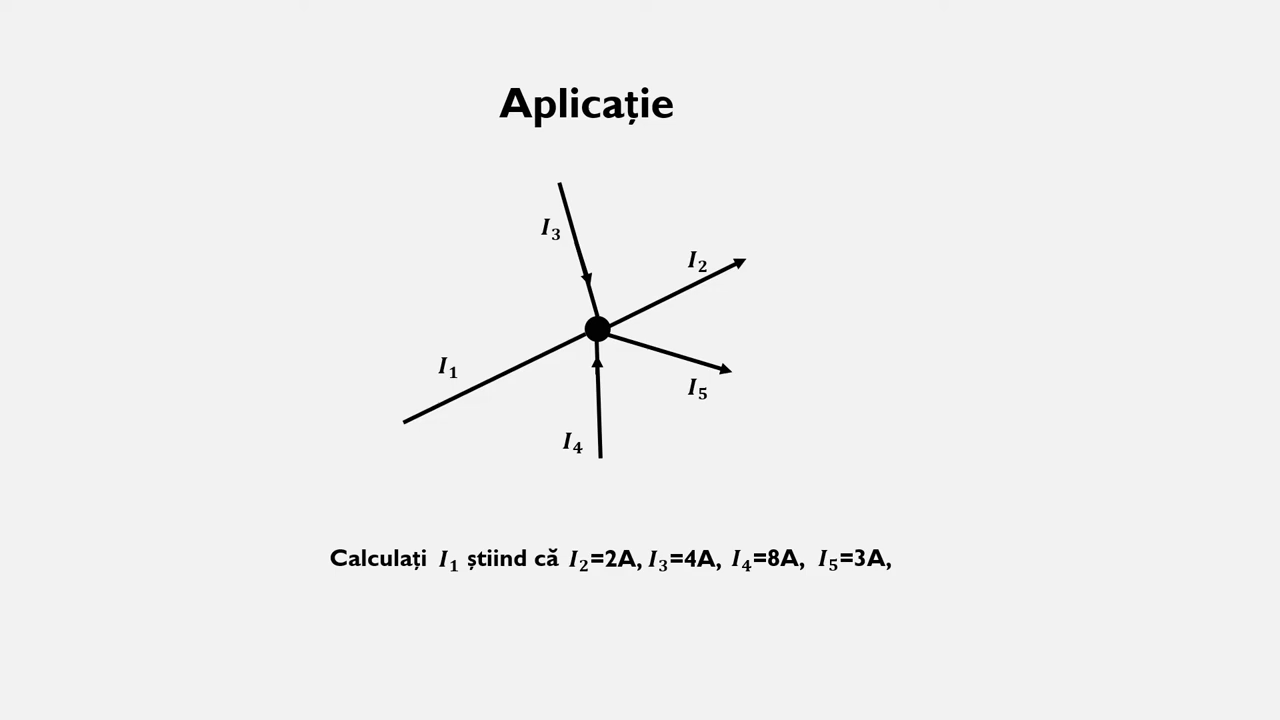 Aplicație
I₃
I₂
I₁
I₅
I₄
Calculați I₁ știind că I₂=2A, I₃=4A, I₄=8A, I₅=3A,